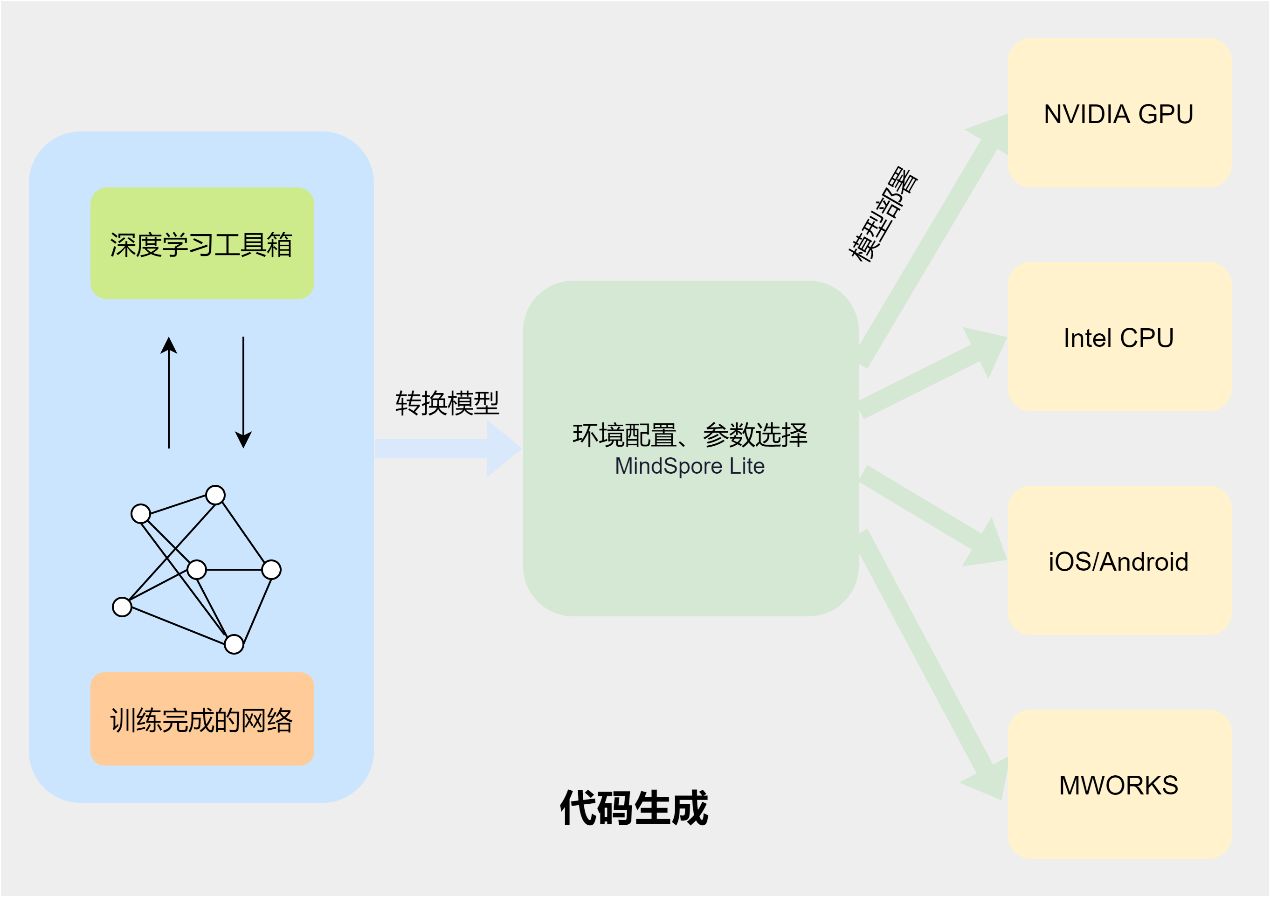 深度学习工具箱
训练完成的网络
转换模型
环境配置、参数选择
MindSpore Lite
模型部署
NVIDIA GPU
Intel CPU
iOS/Android
MWORKS
代码生成